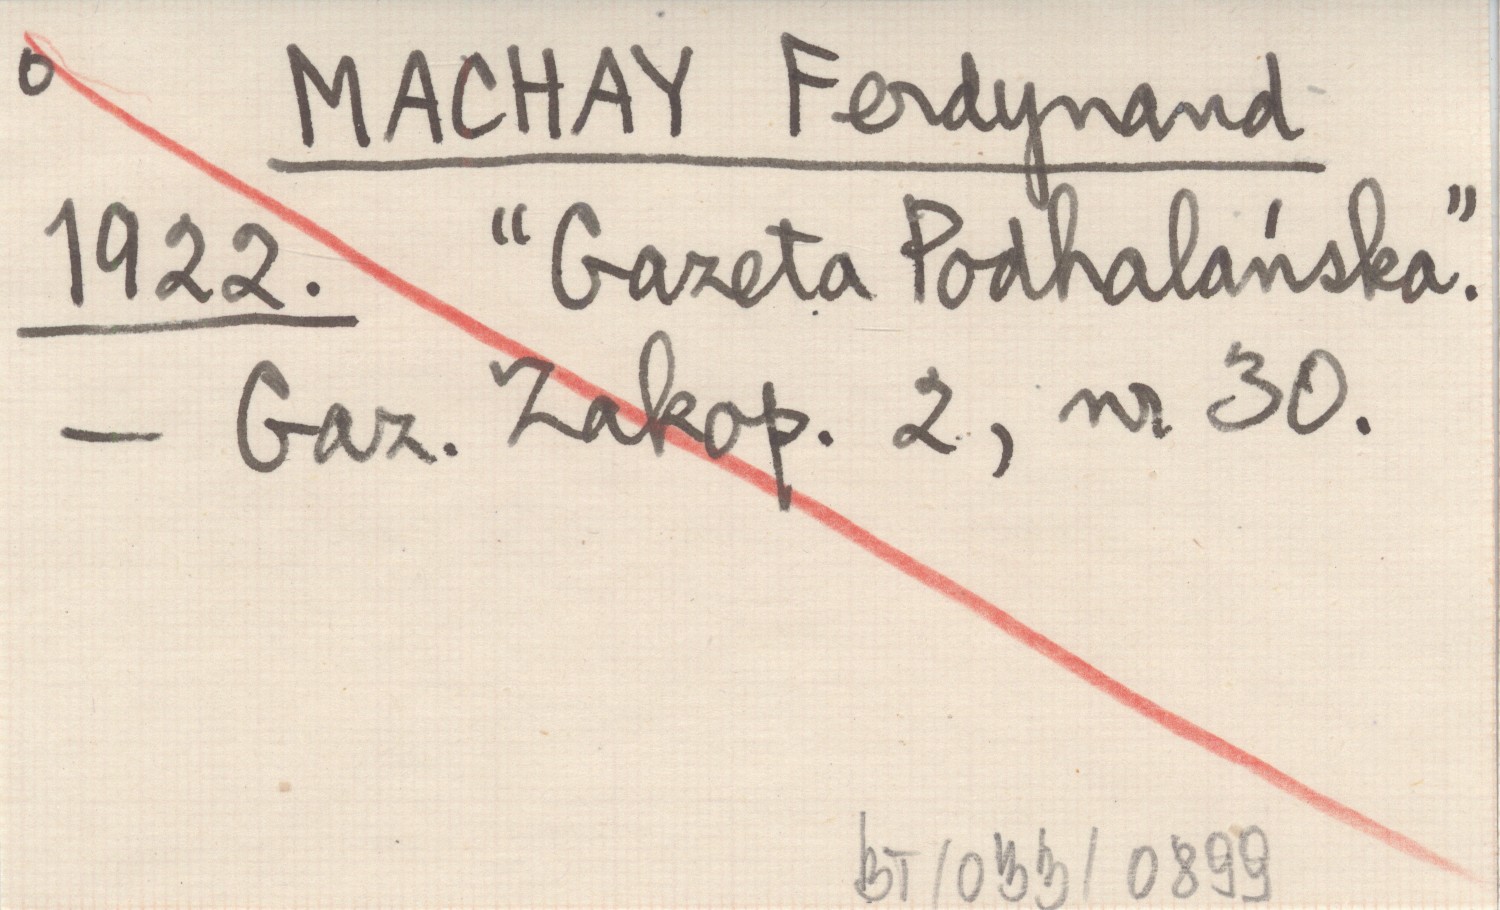 o MACHAY Ferdynand
1922. "Gazeta Podhalańska".
— Gaz. Zakop. 2, nr 30.
BT/033/0899